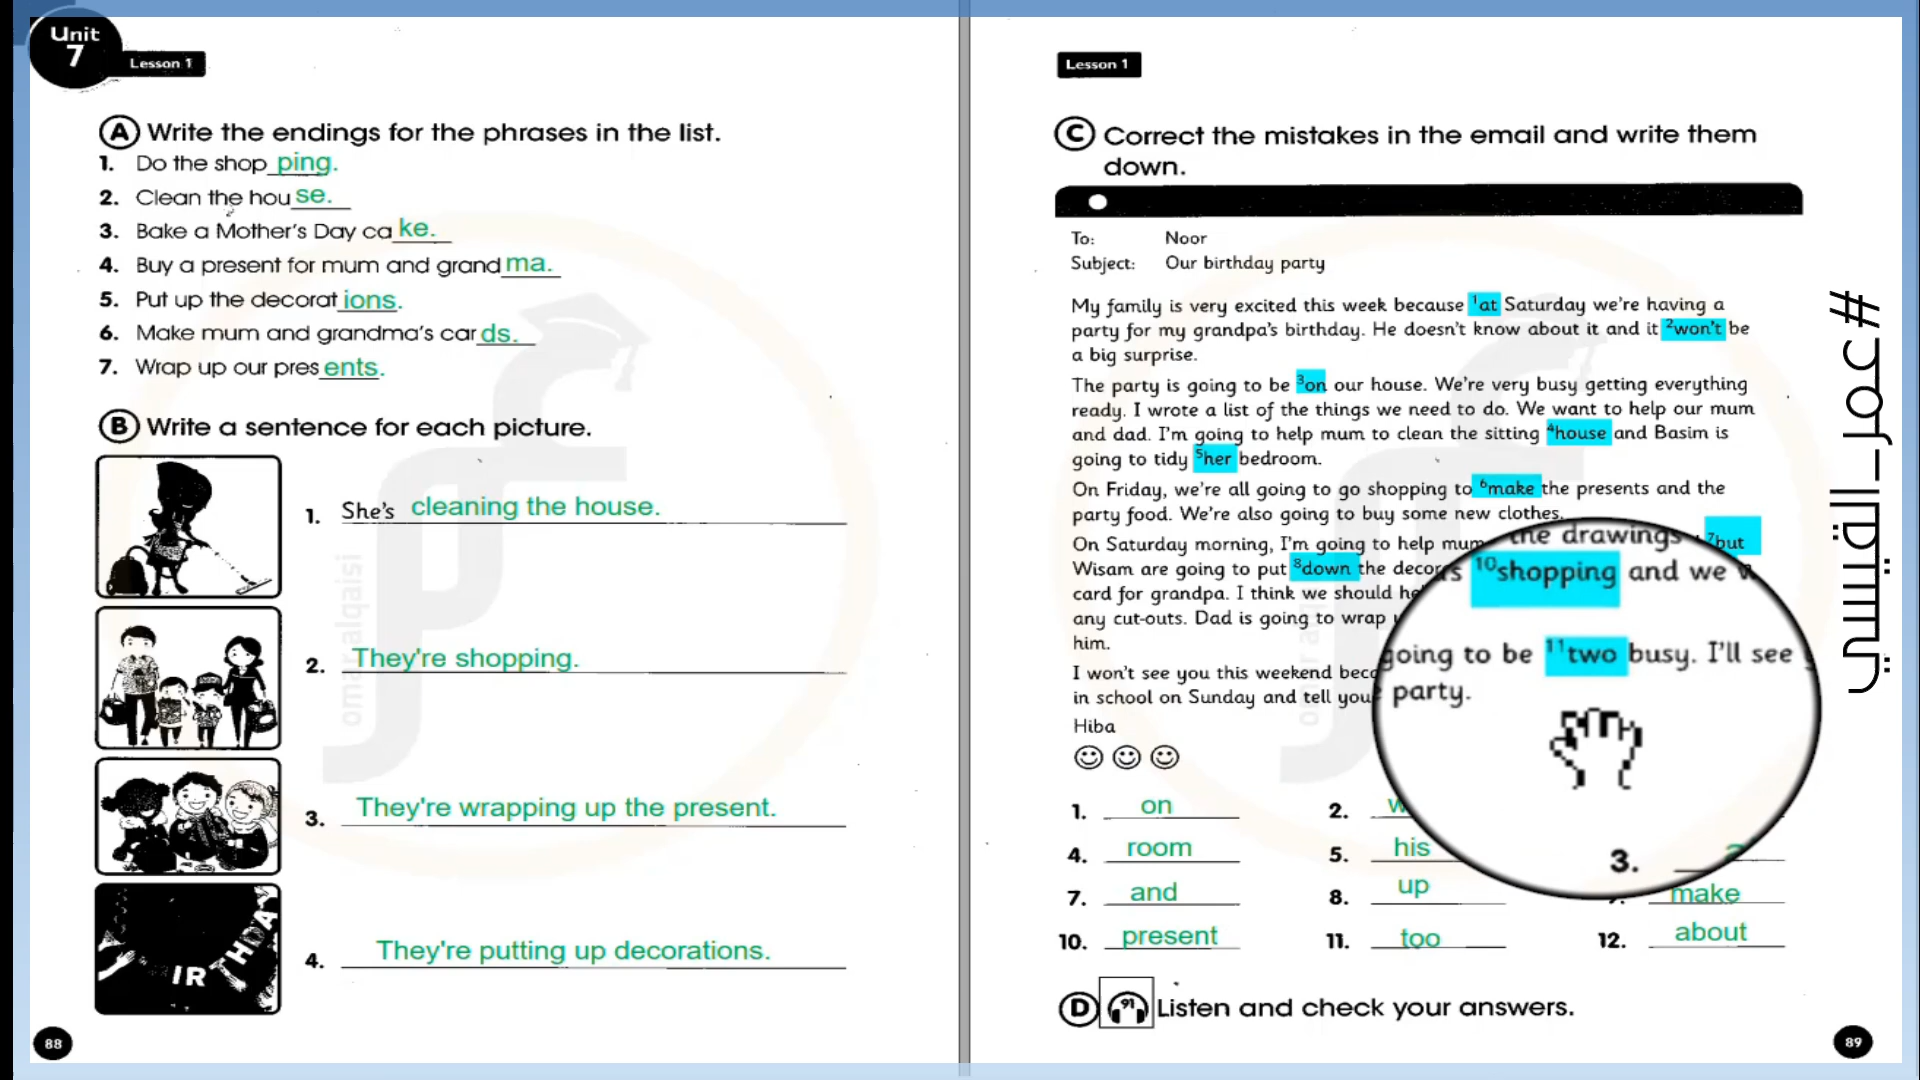 Unit
7
Lesson 1
A Write the endings for the phrases in the list.
1. Do the shop ping.
2. Clean the hou se.
3. Bake a Mother's Day ca ke.
4. Buy a present for mum and grand ma.
5. Put up the decorat ions.
6. Make mum and grandma's car ds.
7. Wrap up our pres ents.
B Write a sentence for each picture.
1. She's cleaning the house.
2. They're shopping.
3. They're wrapping up the present.
IRTHDAY
4. They're putting up decorations.
omaralqaisi
88
Lesson 1
C Correct the mistakes in the email and write them
down.
To: Noor
Subject: Our birthday party
My family is very excited this week because 1at Saturday we're having a
party for my grandpa's birthday. He doesn't know about it and it 2won't be
a big surprise.
The party is going to be 3on our house. We're very busy getting everything
ready. I wrote a list of the things we need to do. We want to help our mum
and dad. I'm going to help mum to clean the sitting 4house and Basim is
going to tidy 5her bedroom.
On Friday, we're all going to go shopping to 6make the presents and the
party food. We're also going to buy some new clothes.
On Saturday morning, I'm going to help mum the drawings 7but
Wisam are going to put 8down the decor 10shopping and we
card for grandpa. I think we should
any cut-outs. Dad is going to wrap
him.
going to be 11two busy. I'll see
I won't see you this weekend
in school on Sunday and tell you party.
Hiba
1. on 2.
3.
4. room 5. his make
7. and 8. up
10. present 11. too 12. about
D 91 Listen and check your answers.
89